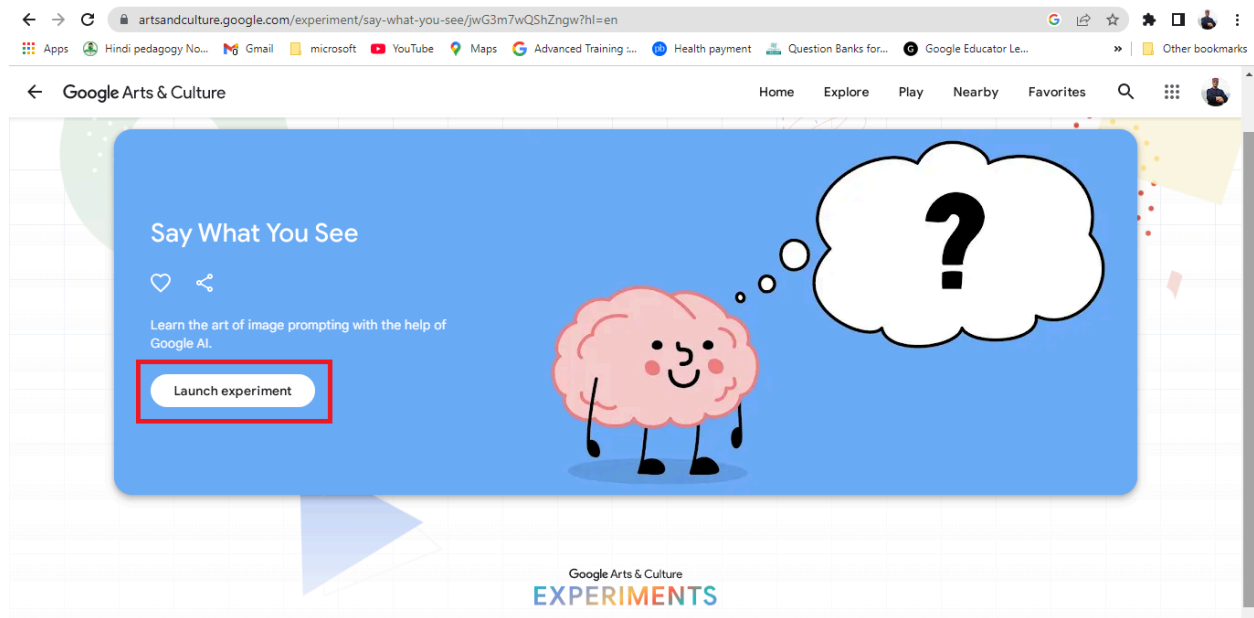 artsandculture.google.com/experiment/say-what-you-see/jwG3m7wQShZngw?hl=en
Apps Hindi pedagogy No... Gmail microsoft YouTube Maps Advanced Training :... Health payment Question Banks for... Google Educator Le... » Other bookmarks
Google Arts & Culture Home Explore Play Nearby Favorites
Say What You See
?
Learn the art of image prompting with the help of
Google AI.
Launch experiment
Google Arts & Culture
EXPERIMENTS